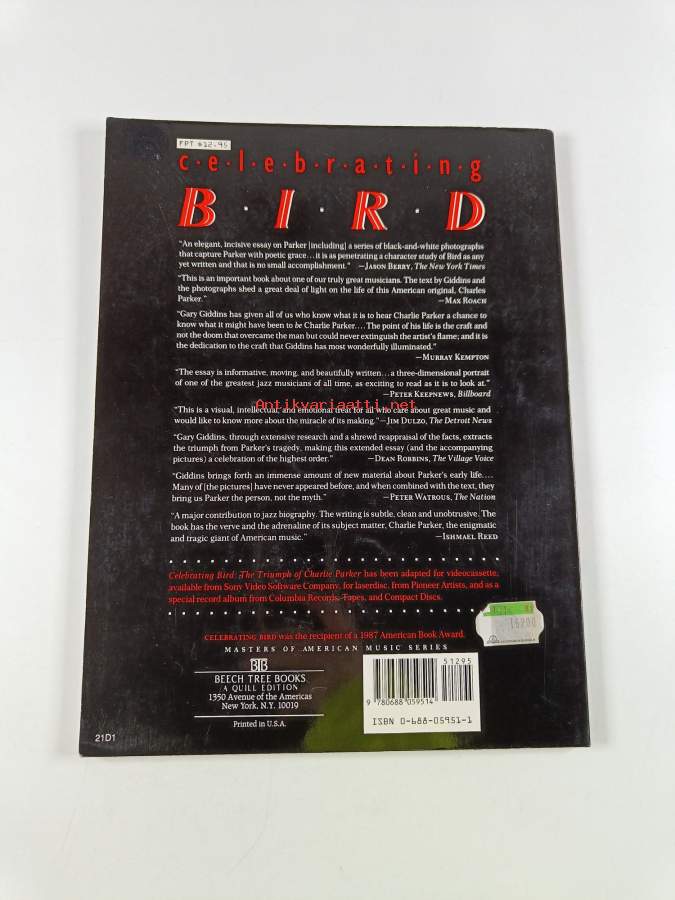 FPT $12.95
c·e·l·e·b·r·a·t·i·n·g
B·I·R·D
"An elegant, incisive essay on Parker [including] a series of black-and-white photographs
that capture Parker with poetic grace...it is as penetrating a character study of Bird as any
yet written and that is no small accomplishment." —JASON BERRY, The New York Times
"This is an important book about one of our truly great musicians. The text by Giddins and
the photographs shed a great deal of light on the life of this American original, Charles
Parker." —MAX ROACH
"Gary Giddins has given all of us who know what it is to hear Charlie Parker a chance to
know what it might have been to be Charlie Parker.... The point of his life is the craft and
not the doom that overcame the man but could never extinguish the artist's flame; and it is
the dedication to the craft that Giddins has most wonderfully illuminated."
—MURRAY KEMPTON
"The essay is informative, moving, and beautifully written...a three-dimensional portrait
of one of the greatest jazz musicians of all time, as exciting to read as it is to look at."
—PETER KEEPNEWS, Billboard
Antikvariaatti.net
"This is a visual, intellectual, and emotional treat for all who care about great music and
would like to know more about the miracle of its making."—JIM DULZO, The Detroit News
"Gary Giddins, through extensive research and a shrewd reappraisal of the facts, extracts
the triumph from Parker's tragedy, making this extended essay (and the accompanying
pictures) a celebration of the highest order." —DEAN ROBBINS, The Village Voice
"Giddins brings forth an immense amount of new material about Parker's early life....
Many of [the pictures] have never appeared before, and when combined with the text, they
bring us Parker the person, not the myth." —PETER WATROUS, The Nation
"A major contribution to jazz biography. The writing is subtle, clean and unobtrusive. The
book has the verve and the adrenaline of its subject matter, Charlie Parker, the enigmatic
and tragic giant of American music." —ISHMAEL REED
Celebrating Bird: The Triumph of Charlie Parker has been adapted for videocassette,
available from Sony Video Software Company, for laserdisc, from Pioneer Artists, and as a
special record album from Columbia Records, Tapes, and Compact Discs.
CELEBRATING BIRD was the recipient of a 1987 American Book Award.
MASTERS OF AMERICAN MUSIC SERIES
BTB
BEECH TREE BOOKS
A QUILL EDITION
1350 Avenue of the Americas
New York, N.Y. 10019
Printed in U.S.A.
51295
9 780688 059514
ISBN 0-688-05951-1
21D1